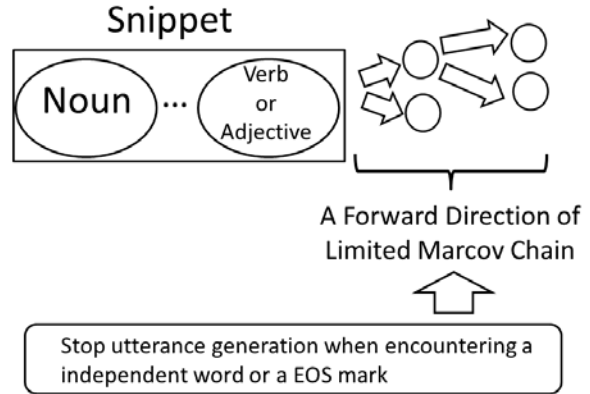 Snippet
Noun
...
Verb
or
Adjective
A Forward Direction of
Limited Marcov Chain
Stop utterance generation when encountering a
independent word or a EOS mark